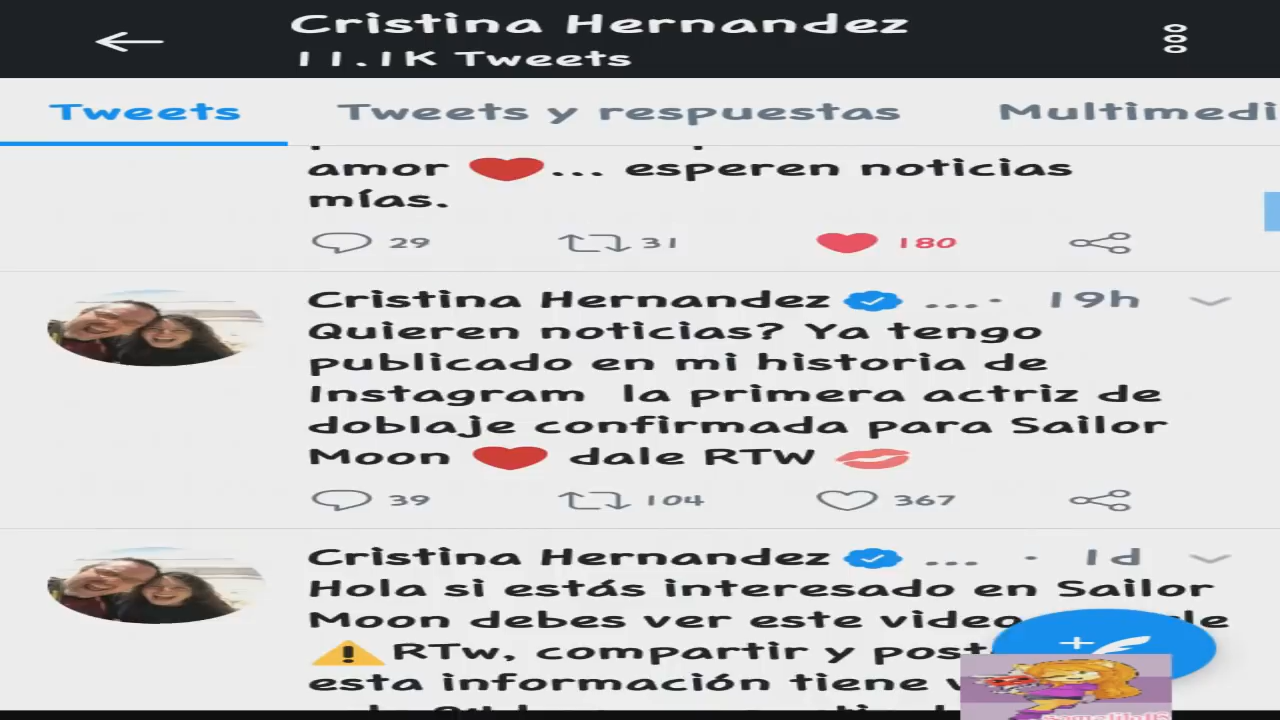 Cristina Hernandez
11.1K Tweets
Tweets Tweets y respuestas Multimedi
amor ❤... esperen noticias
mías.
29 31 180
Cristina Hernandez ... · 19h
Quieren noticias? Ya tengo
publicado en mi historia de
Instagram la primera actriz de
doblaje confirmada para Sailor
Moon ❤ dale RTW 💋
39 104 367
Cristina Hernandez ... · 1d
Hola si estás interesado en Sailor
Moon debes ver este video
⚠RTw, compartir y
esta información tiene